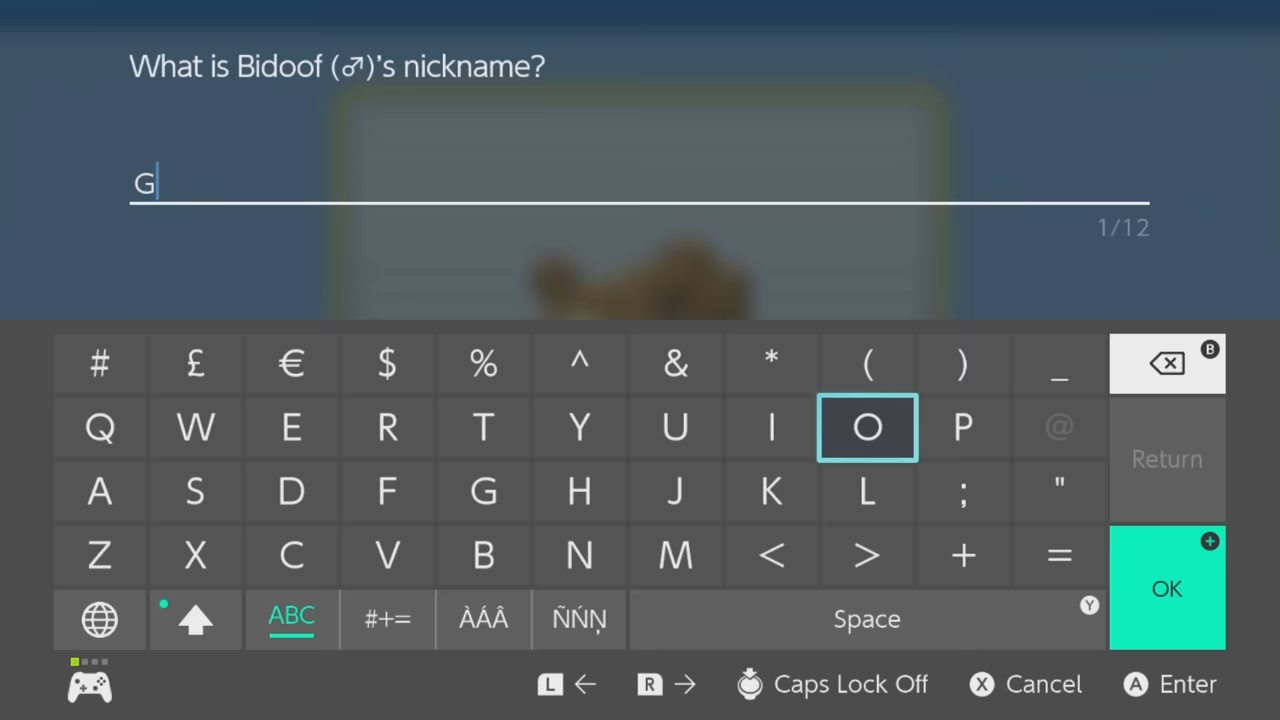 What is Bidoof (♂)'s nickname?
G
1/12
# £ € $ % ^ & * ( ) _ B
Q W E R T Y U I O P @ Return
A S D F G H J K L ; "
Z X C V B N M < > + = OK +
ABC #+= ÀÁÂ ÑŃŅ Space Y
L ← R → Caps Lock Off X Cancel A Enter